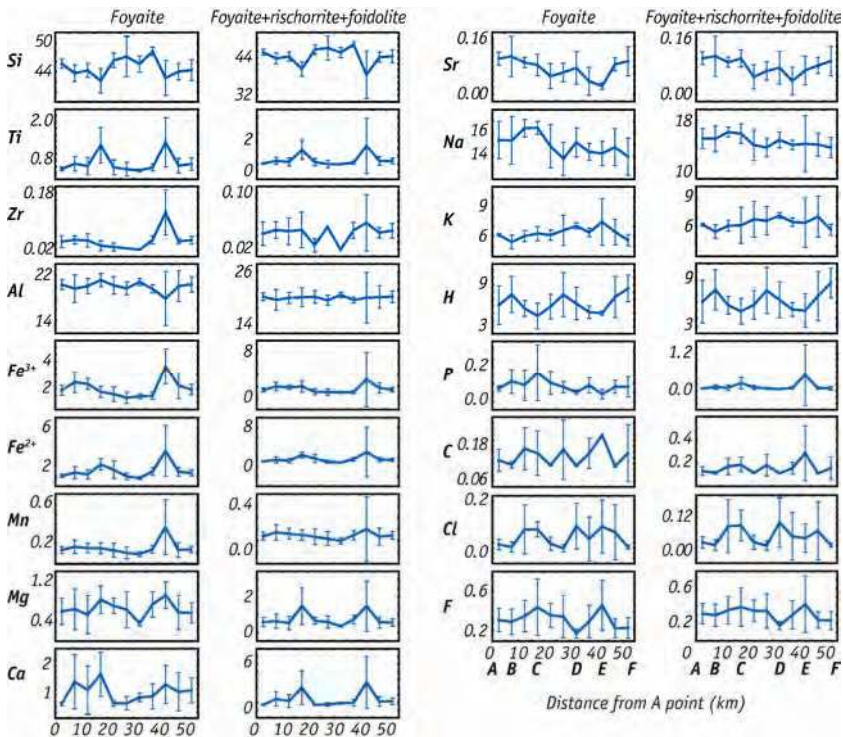 Foyaite Foyaite+rischorrite+foidolite
Si 50 44 44 32
Ti 2.0 0.8 2 0
Zr 0.18 0.02 0.10 0.02
Al 22 14 26 14
Fe3+ 4 2 8 0
Fe2+ 6 2 8 0
Mn 0.6 0.2 0.4 0.0
Mg 1.2 0.4 2 0
Ca 2 1 6 0
0 10 20 30 40 50 0 10 20 30 40 50
Foyaite Foyaite+rischorrite+foidolite
Sr 0.16 0.00 0.16 0.00
Na 16 14 18 10
K 9 6 9 6
H 9 3 9 3
P 0.2 0.0 1.2 0.0
C 0.18 0.06 0.4 0.2
Cl 0.2 0.0 0.12 0.00
F 0.6 0.2 0.6 0.2
0 10 20 30 40 50 0 10 20 30 40 50
A B C D E F A B C D E F
Distance from A point (km)